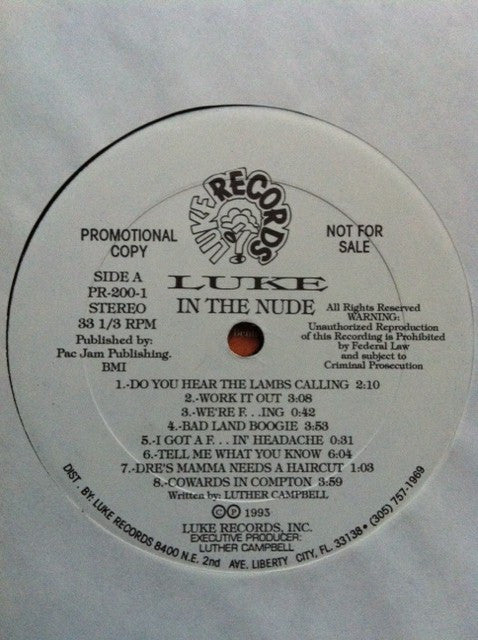 LUKE RECORDS
PROMOTIONAL
COPY
NOT FOR
SALE
SIDE A
PR-200-1
STEREO
33 1/3 RPM
Published by:
Pac Jam Publishing.
BMI
LUKE
IN THE NUDE
All Rights Reserved
WARNING:
Unauthorized Reproduction
of this Recording is Prohibited
by Federal Law
and subject to
Criminal Prosecution
1.-DO YOU HEAR THE LAMBS CALLING 2:10
2.-WORK IT OUT 3:08
3.-WE'RE F. . .ING 0:42
4.-BAD LAND BOOGIE 3:53
5.-I GOT A F. . . IN' HEADACHE 0:31
6.-TELL ME WHAT YOU KNOW 6:04
7.-DRE'S MAMMA NEEDS A HAIRCUT 1:03
8.-COWARDS IN COMPTON 3:59
Written by: LUTHER CAMPBELL
©℗ 1993
LUKE RECORDS, INC.
EXECUTIVE PRODUCER:
LUTHER CAMPBELL
DIST. BY: LUKE RECORDS 8400 N.E. 2nd AVE. LIBERTY CITY, FL. 33138 • (305) 757-1969